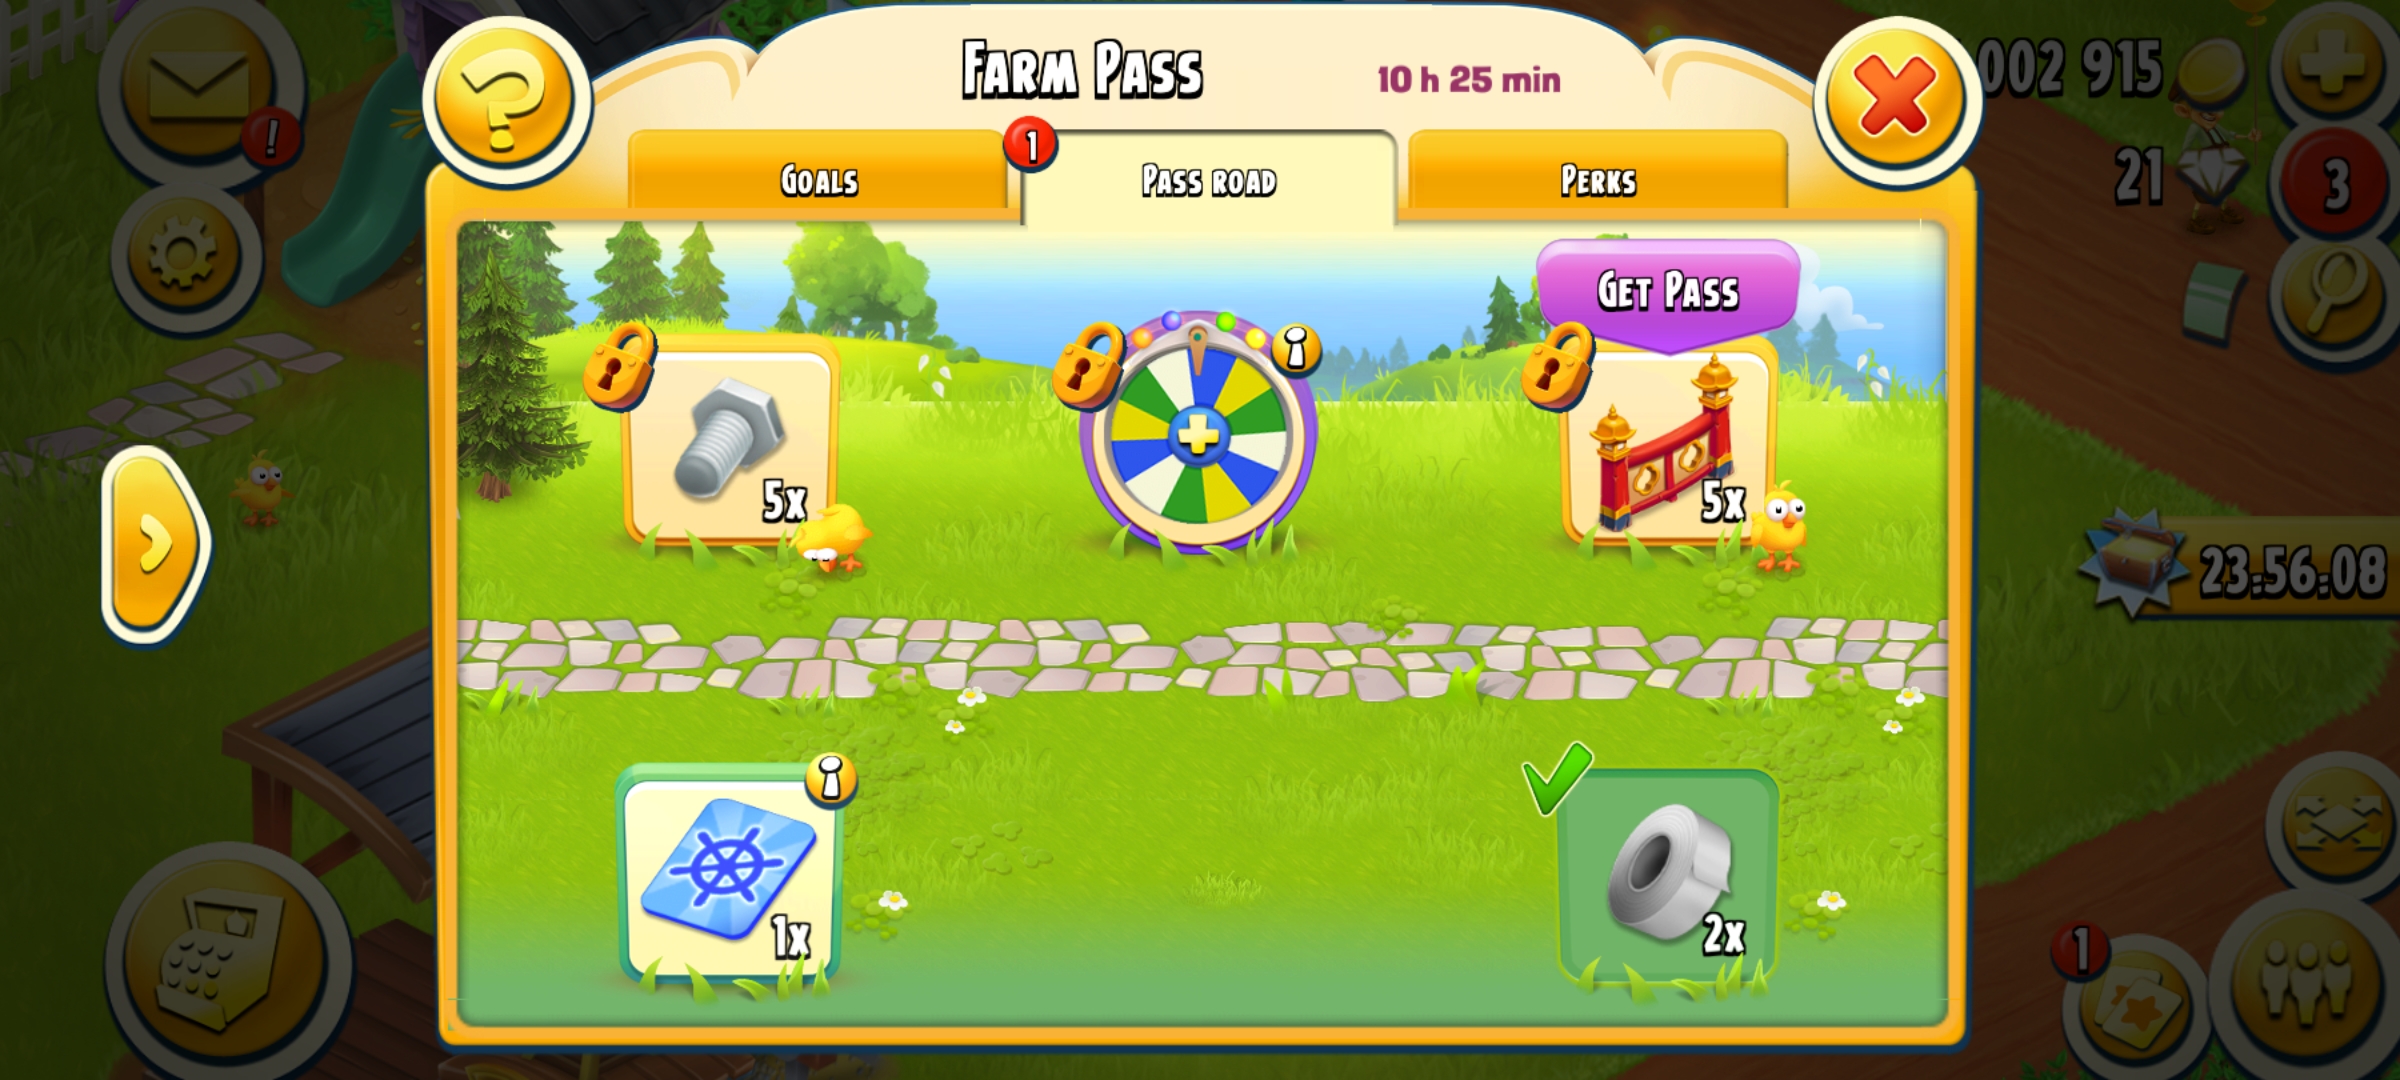 FARM PASS
10 h 25 min
002 915
!
1
GOALS
PASS ROAD
PERKS
21
3
GET PASS
5x
5x
23:56:08
1x
2x
1